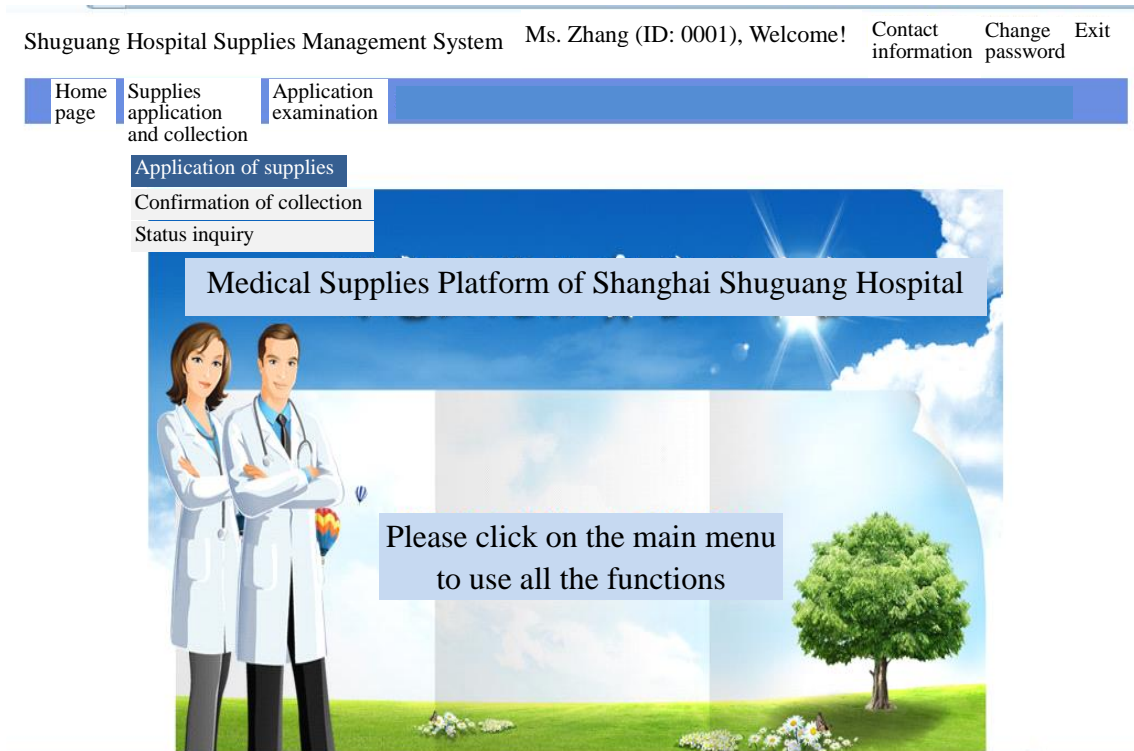 Shuguang Hospital Supplies Management System
Ms. Zhang (ID: 0001), Welcome!
Contact
information
Change
password
Exit
Home
page
Supplies
application
and collection
Application
examination
Application of supplies
Confirmation of collection
Status inquiry
Medical Supplies Platform of Shanghai Shuguang Hospital
Please click on the main menu
to use all the functions